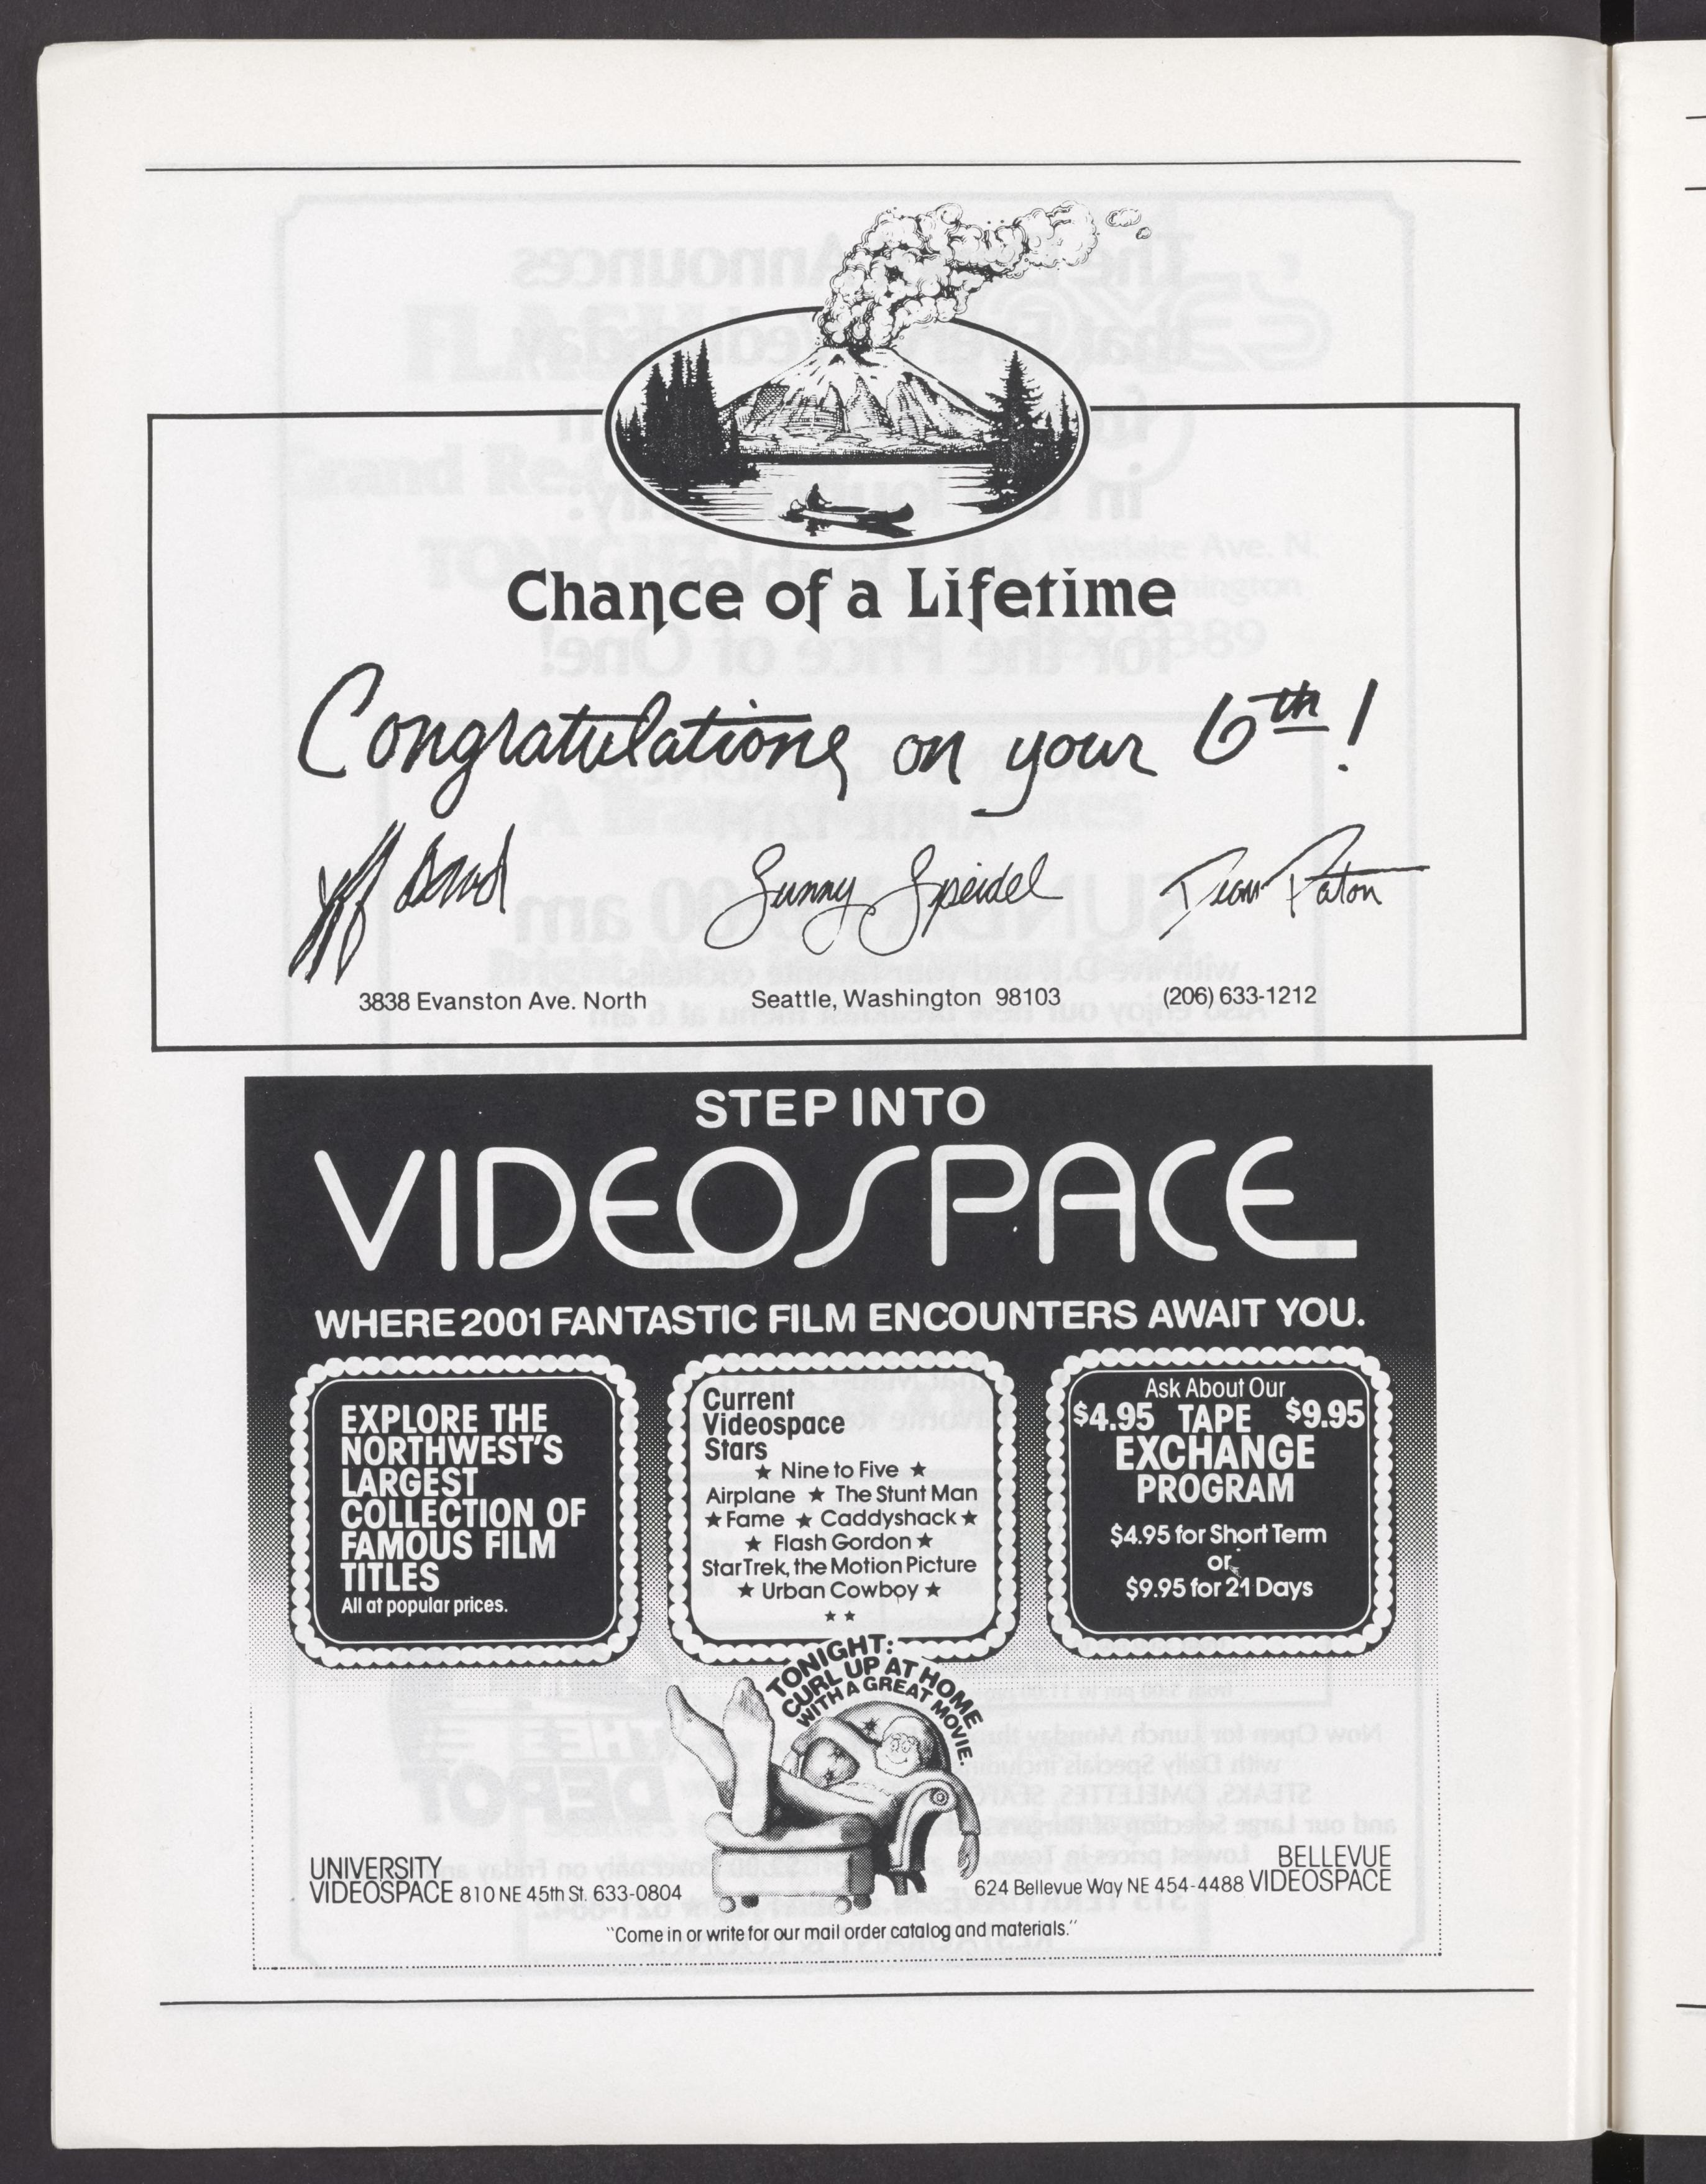 Chance of a Lifetime
Congratulations on your 6th!
Sunny Speidel Dean Paton
3838 Evanston Ave. North Seattle, Washington 98103 (206) 633-1212
STEP INTO
VIDEOSPACE
WHERE 2001 FANTASTIC FILM ENCOUNTERS AWAIT YOU.
EXPLORE THE
NORTHWEST'S
LARGEST
COLLECTION OF
FAMOUS FILM
TITLES
All at popular prices.
Current
Videospace
Stars
★ Nine to Five ★
Airplane ★ The Stunt Man
★ Fame ★ Caddyshack ★
★ Flash Gordon ★
StarTrek, the Motion Picture
★ Urban Cowboy ★
★ ★
Ask About Our
$4.95 TAPE $9.95
EXCHANGE
PROGRAM
$4.95 for Short Term
or
$9.95 for 21 Days
TONIGHT:
CURL UP AT HOME
WITH A GREAT MOVIE.
UNIVERSITY
VIDEOSPACE 810 NE 45th St. 633-0804
BELLEVUE
624 Bellevue Way NE 454-4488 VIDEOSPACE
"Come in or write for our mail order catalog and materials."